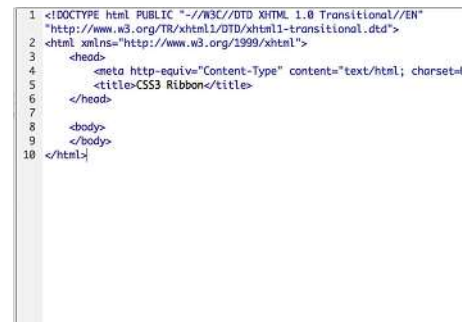 1 <!DOCTYPE html PUBLIC "-//W3C//DTD XHTML 1.0 Transitional//EN"
"http://www.w3.org/TR/xhtml1/DTD/xhtml1-transitional.dtd">
2 <html xmlns="http://www.w3.org/1999/xhtml">
3 <head>
4 <meta http-equiv="Content-Type" content="text/html; charset=
5 <title>CSS3 Ribbon</title>
6 </head>
7
8 <body>
9 </body>
10 </html>